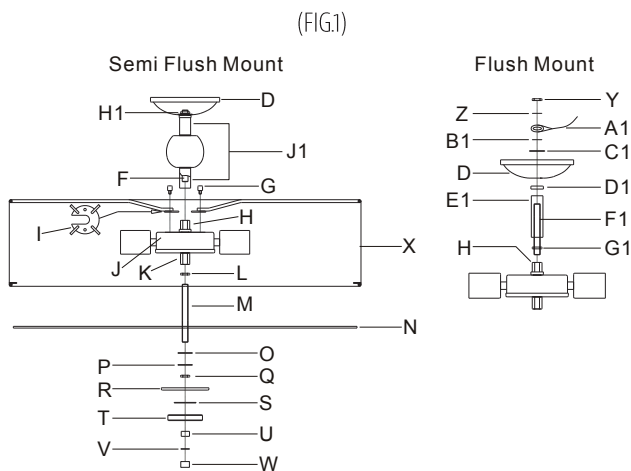 (FIG.1)
Semi Flush Mount
Flush Mount
D
H1
J1
F
G
I
H
J
K
L
X
M
N
O
P
Q
R
S
T
U
V
W
Y
Z
A1
B1
C1
D
D1
E1
F1
G1
H